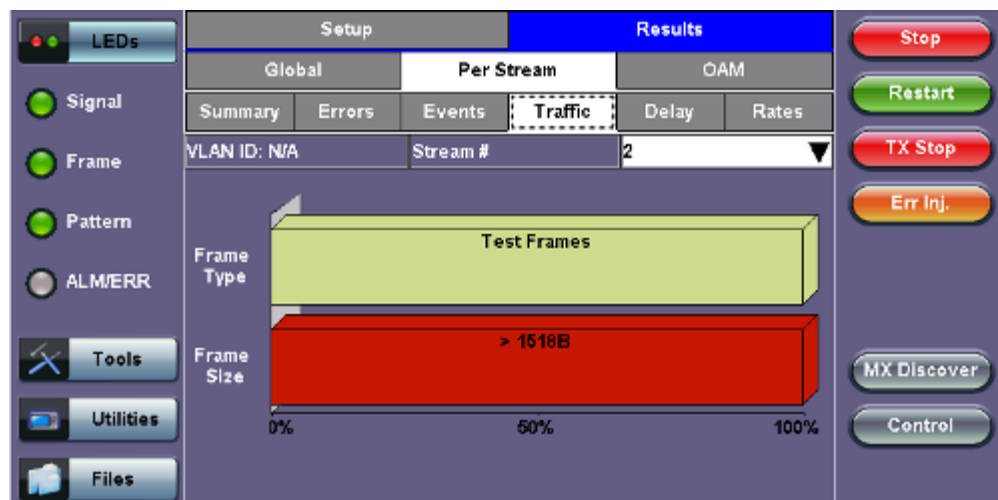 LEDs
Signal
Frame
Pattern
ALM/ERR
Tools
Utilities
Files
Setup Results
Global Per Stream OAM
Summary Errors Events Traffic Delay Rates
VLAN ID: N/A Stream # 2
Frame
Type
Test Frames
Frame
Size
> 1518B
0% 50% 100%
Stop
Restart
TX Stop
Err Inj.
MX Discover
Control